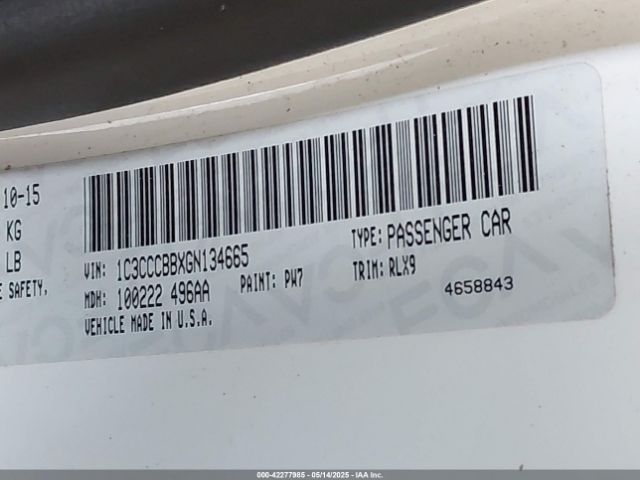 10-15
KG
LB
E SAFETY.
VIN: 1C3CCCBBXGN134665
TYPE: PASSENGER CAR
MDH: 100222 496AA
PAINT: PW7
TRIM: RLX9
VEHICLE MADE IN U.S.A.
4658843
000-42277985 - 05/14/2025 - IAA Inc.